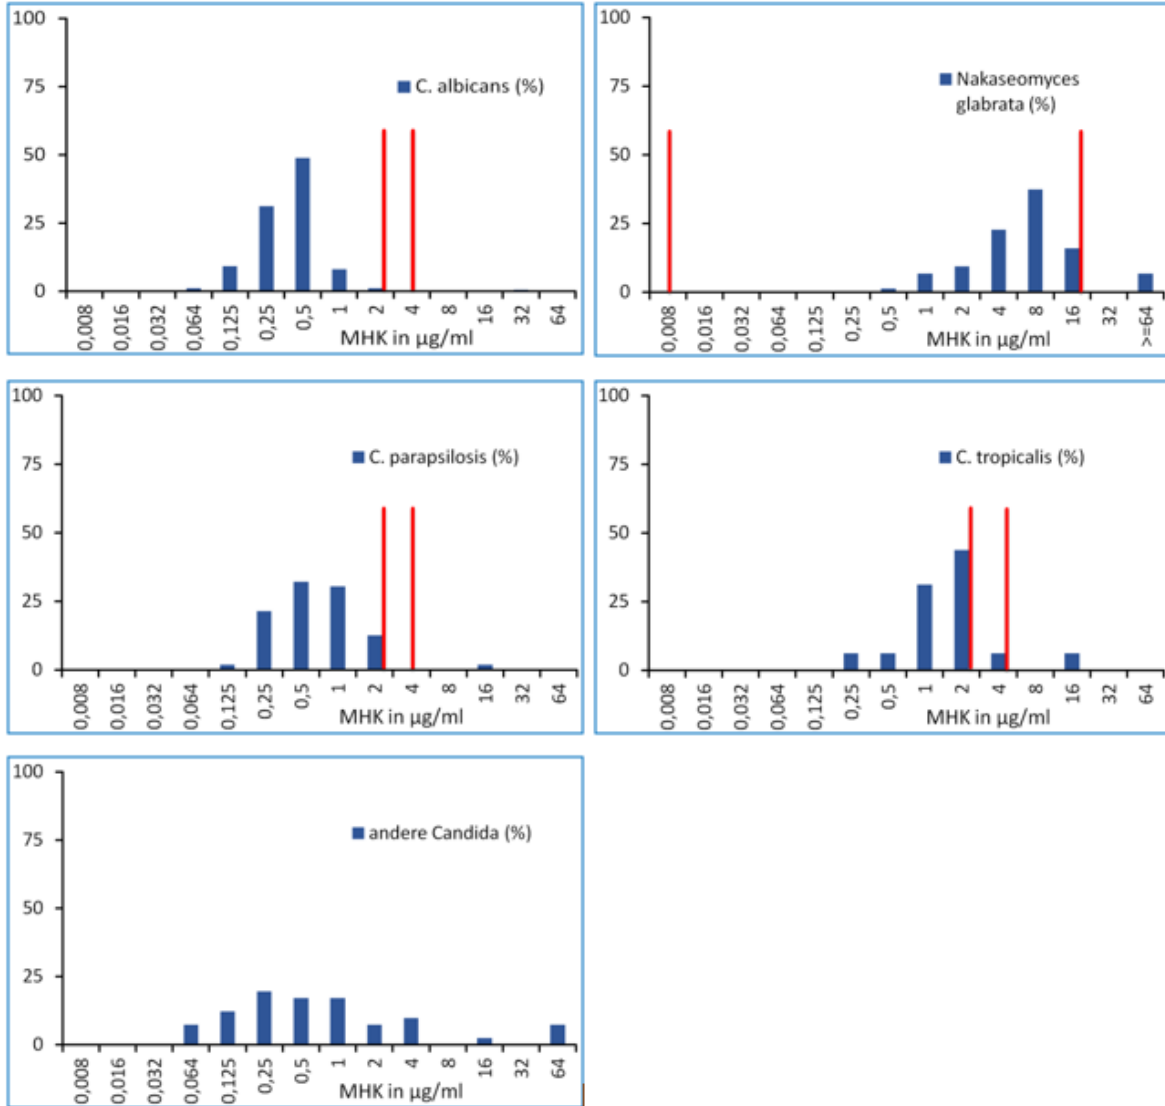 100
75
50
25
0
C. albicans (%)
0,008 0,016 0,032 0,064 0,125 0,25 0,5 1 2 4 8 16 32 64
MHK in µg/ml
100
75
50
25
0
Nakaseomyces
glabrata (%)
0,008 0,016 0,032 0,064 0,125 0,25 0,5 1 2 4 8 16 32 >=64
MHK in µg/ml
100
75
50
25
0
C. parapsilosis (%)
0,008 0,016 0,032 0,064 0,125 0,25 0,5 1 2 4 8 16 32 64
MHK in µg/ml
100
75
50
25
0
C. tropicalis (%)
0,008 0,016 0,032 0,064 0,125 0,25 0,5 1 2 4 8 16 32 64
MHK in µg/ml
100
75
50
25
0
andere Candida (%)
0,008 0,016 0,032 0,064 0,125 0,25 0,5 1 2 4 8 16 32 64
MHK in µg/ml